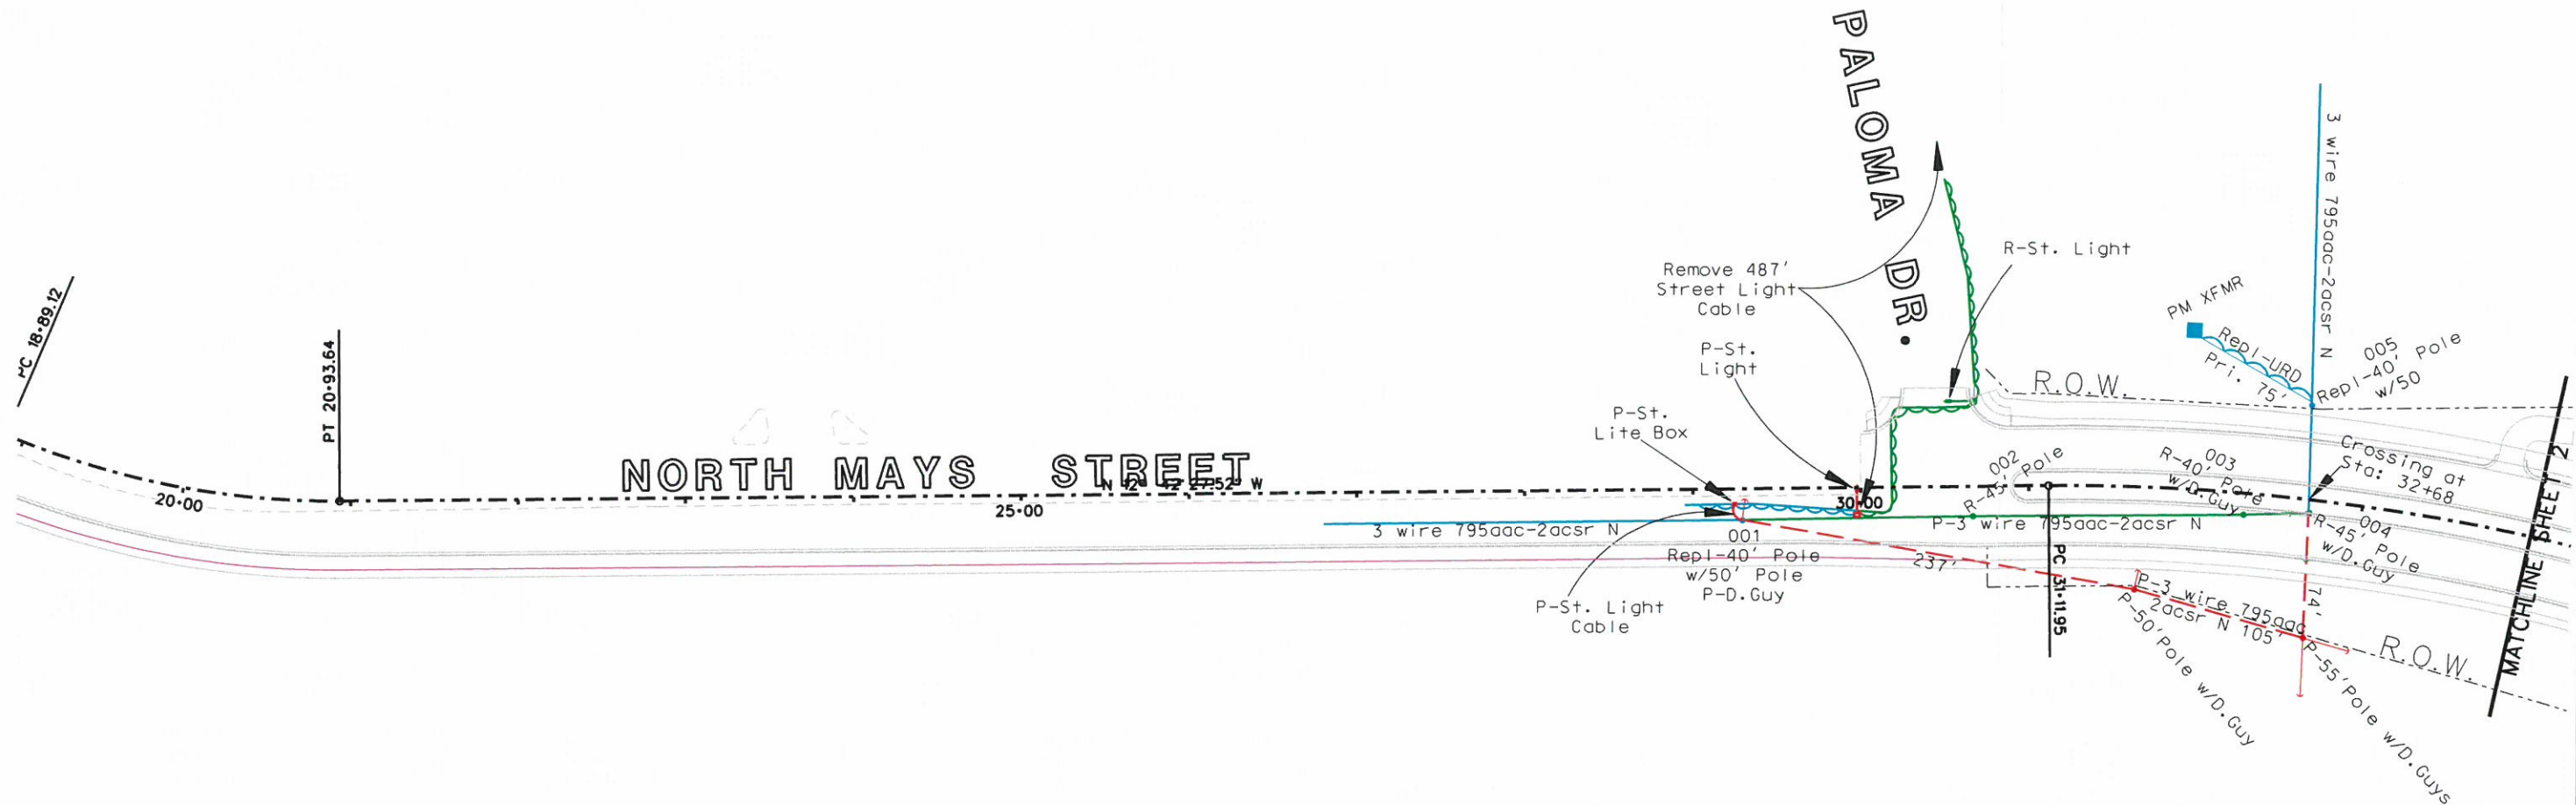 PC 18+89.12
20+00
PT 20+93.64
NORTH MAYS STREET
25+00
3 wire 795aac-2acsr N
P-St. Light
Cable
P-St.
Lite Box
P-St.
Light
Remove 487'
Street Light
Cable
PALOMA DR.
R-St. Light
30+00
001
Repl-40' Pole
w/50' Pole
P-D.Guy
237'
R.O.W.
002
R-45' Pole
P-3 wire 795aac-2acsr N
003
R-40' Pole
w/D.Guy
PC 31+11.95
PM XFMR
Repl-URD
Pri. 75'
3 wire 795aac-2acsr N
005
Repl-40' Pole
w/50
Crossing at
Sta: 32+68
004
R-45' Pole
w/D.Guy
74'
P-3 wire 795aac
2acsr N 105'
P-50'Pole w/D.Guy
P-55'Pole w/D.Guys
R.O.W.
MATCHLINE SHEET 2